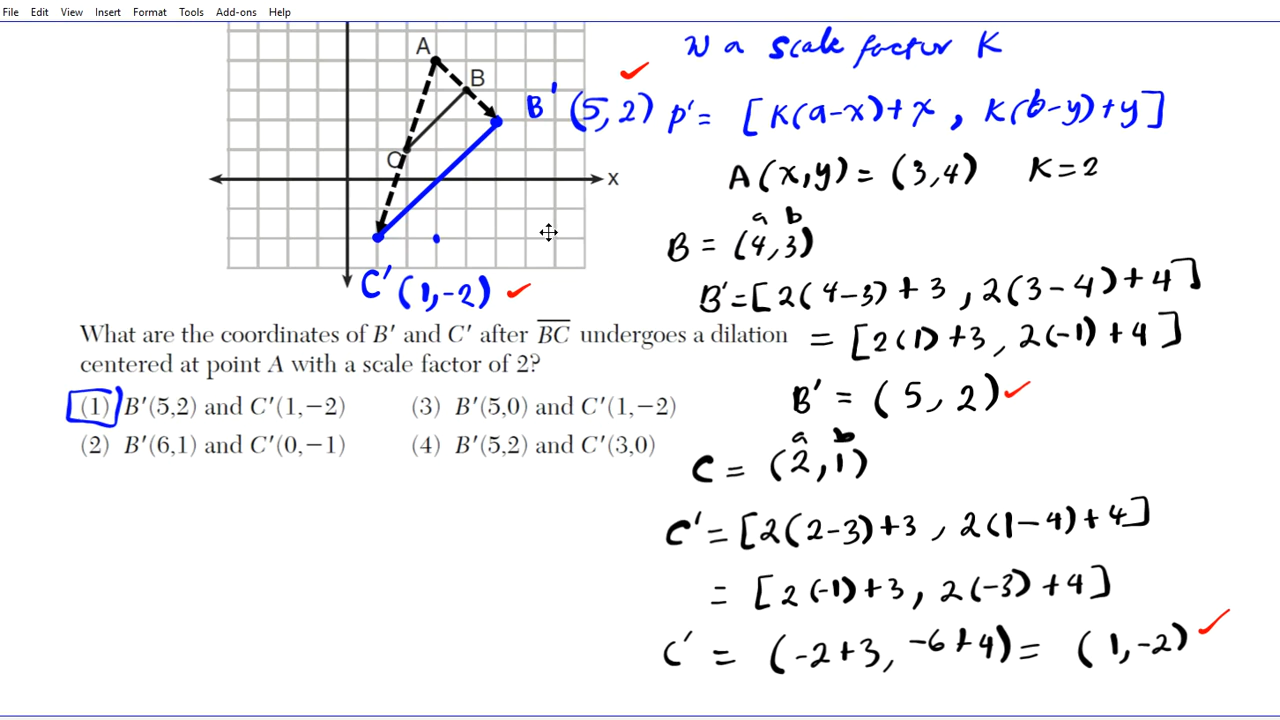 File Edit View Insert Format Tools Add-ons Help
w a scale factor K
A
B
B'(5,2)
P' = [K(a-x)+x, K(b-y)+y]
C
x
A(x,y) = (3,4) K=2
a b
B = (4,3)
C'(1,-2)
B' = [2(4-3)+3, 2(3-4)+4]
= [2(1)+3, 2(-1)+4]
B' = (5,2)
What are the coordinates of B′ and C′ after BC undergoes a dilation
centered at point A with a scale factor of 2?
(1) B′(5,2) and C′(1,−2)
(3) B′(5,0) and C′(1,−2)
(2) B′(6,1) and C′(0,−1)
(4) B′(5,2) and C′(3,0)
a b
C = (2,1)
C' = [2(2-3)+3, 2(1-4)+4]
= [2(-1)+3, 2(-3)+4]
C' = (-2+3, -6+4) = (1,-2)